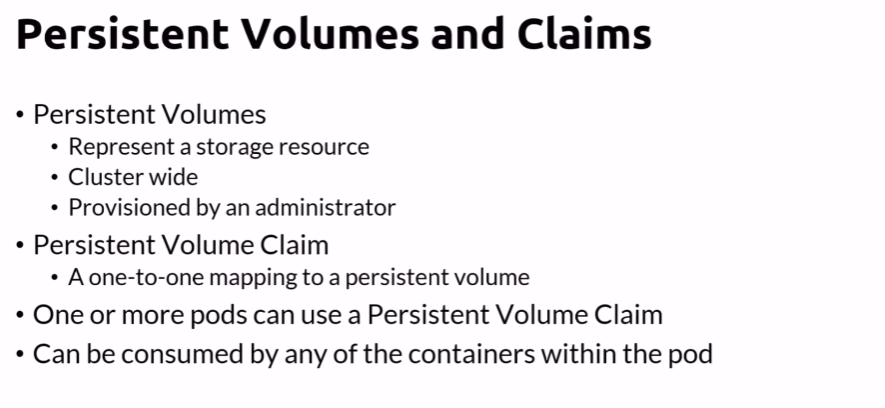 Persistent Volumes and Claims
• Persistent Volumes
• Represent a storage resource
• Cluster wide
• Provisioned by an administrator
• Persistent Volume Claim
• A one-to-one mapping to a persistent volume
• One or more pods can use a Persistent Volume Claim
• Can be consumed by any of the containers within the pod